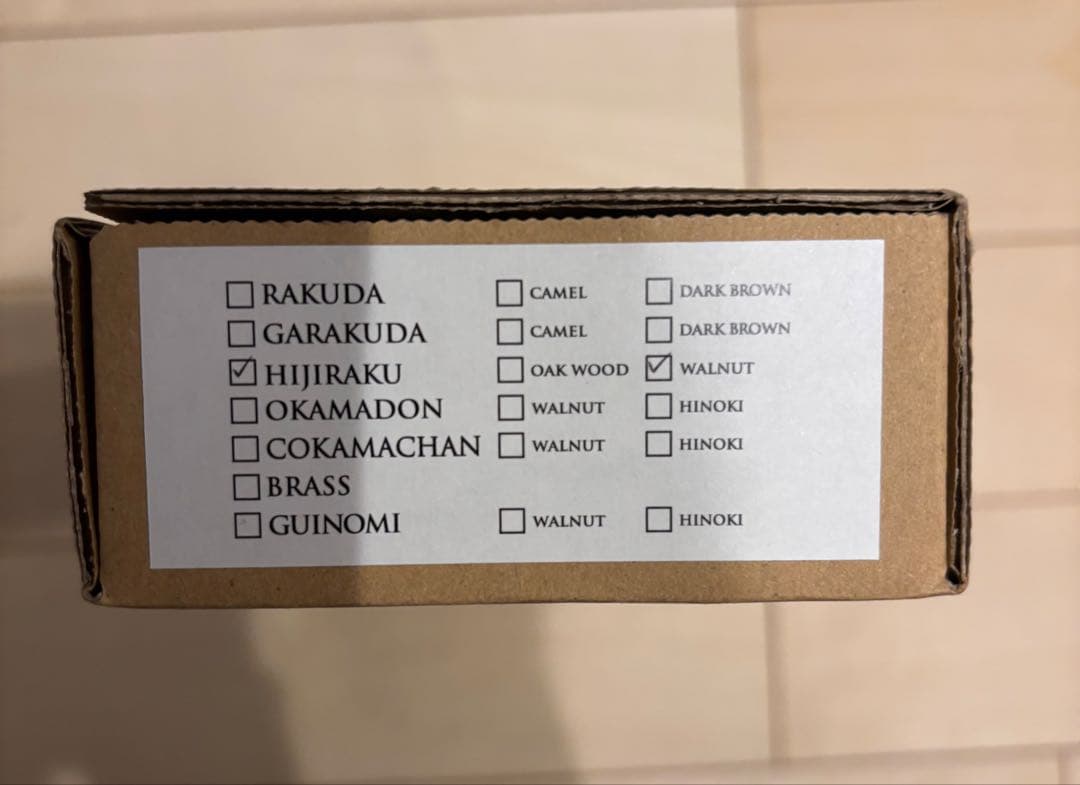 ☐ RAKUDA ☐ CAMEL ☐ DARK BROWN
☐ GARAKUDA ☐ CAMEL ☐ DARK BROWN
☑ HIJIRAKU ☐ OAK WOOD ☑ WALNUT
☐ OKAMADON ☐ WALNUT ☐ HINOKI
☐ COKAMACHAN ☐ WALNUT ☐ HINOKI
☐ BRASS
☐ GUINOMI ☐ WALNUT ☐ HINOKI